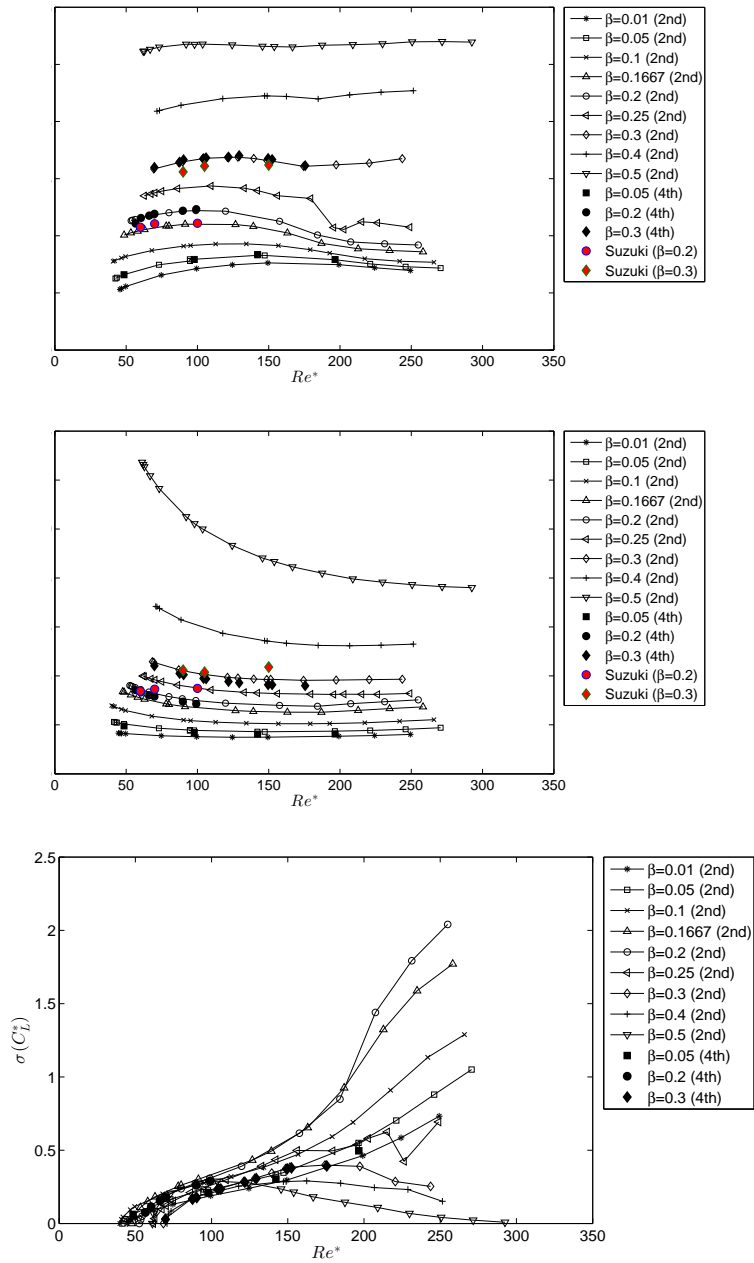 β=0.01 (2nd)
β=0.05 (2nd)
β=0.1 (2nd)
β=0.1667 (2nd)
β=0.2 (2nd)
β=0.25 (2nd)
β=0.3 (2nd)
β=0.4 (2nd)
β=0.5 (2nd)
β=0.05 (4th)
β=0.2 (4th)
β=0.3 (4th)
Suzuki (β=0.2)
Suzuki (β=0.3)
0 50 100 150 200 250 300 350
Re*
β=0.01 (2nd)
β=0.05 (2nd)
β=0.1 (2nd)
β=0.1667 (2nd)
β=0.2 (2nd)
β=0.25 (2nd)
β=0.3 (2nd)
β=0.4 (2nd)
β=0.5 (2nd)
β=0.05 (4th)
β=0.2 (4th)
β=0.3 (4th)
Suzuki (β=0.2)
Suzuki (β=0.3)
0 50 100 150 200 250 300 350
Re*
2.5
2
1.5
1
0.5
0
σ(C*L)
β=0.01 (2nd)
β=0.05 (2nd)
β=0.1 (2nd)
β=0.1667 (2nd)
β=0.2 (2nd)
β=0.25 (2nd)
β=0.3 (2nd)
β=0.4 (2nd)
β=0.5 (2nd)
β=0.05 (4th)
β=0.2 (4th)
β=0.3 (4th)
0 50 100 150 200 250 300 350
Re*